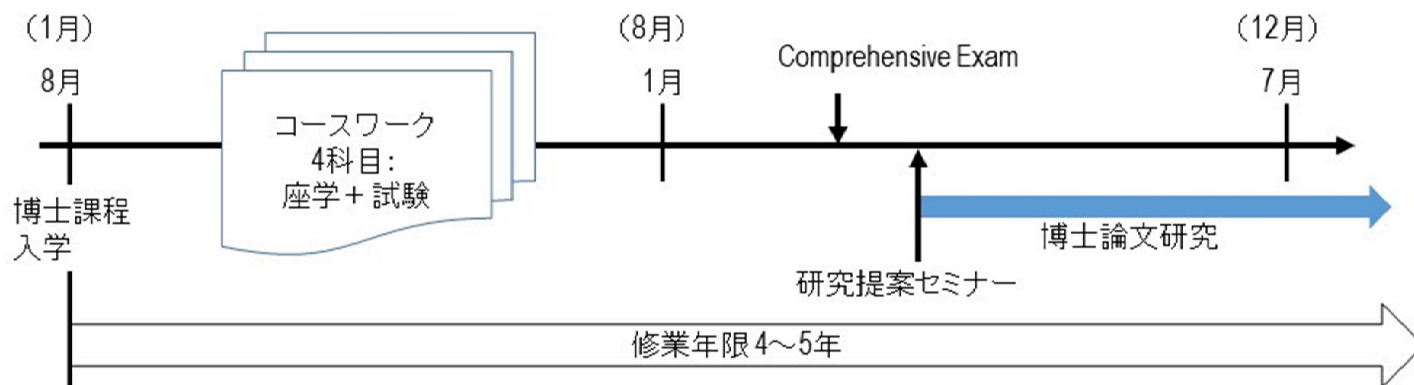 (1月)
8月
コースワーク
4科目:
座学+試験
(8月)
1月
Comprehensive Exam
(12月)
7月
博士課程
入学
博士論文研究
研究提案セミナー
修業年限4～5年